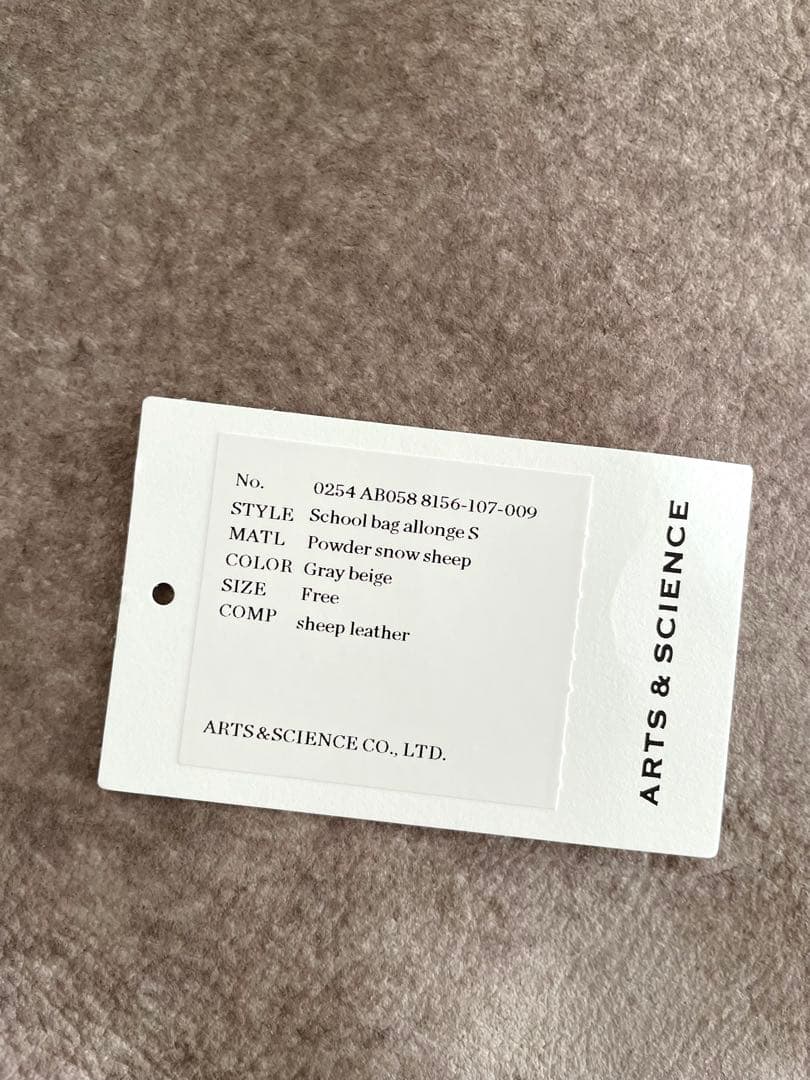 No. 0254 AB058 8156-107-009
STYLE School bag allonge S
MATL Powder snow sheep
COLOR Gray beige
SIZE Free
COMP sheep leather
ARTS&SCIENCE CO., LTD.
ARTS & SCIENCE